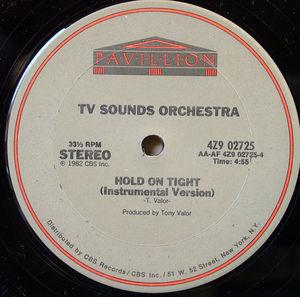 PAVILLION
TV SOUNDS ORCHESTRA
33⅓ RPM
STEREO
℗ 1982 CBS Inc.
4Z9 02725
AA-AF 4Z9 02725-4
Time: 4:55
HOLD ON TIGHT
(Instrumental Version)
-T. Valor-
Produced by Tony Valor
Distributed by CBS Records / CBS Inc. / 51 W. 52 Street, New York, N.Y.